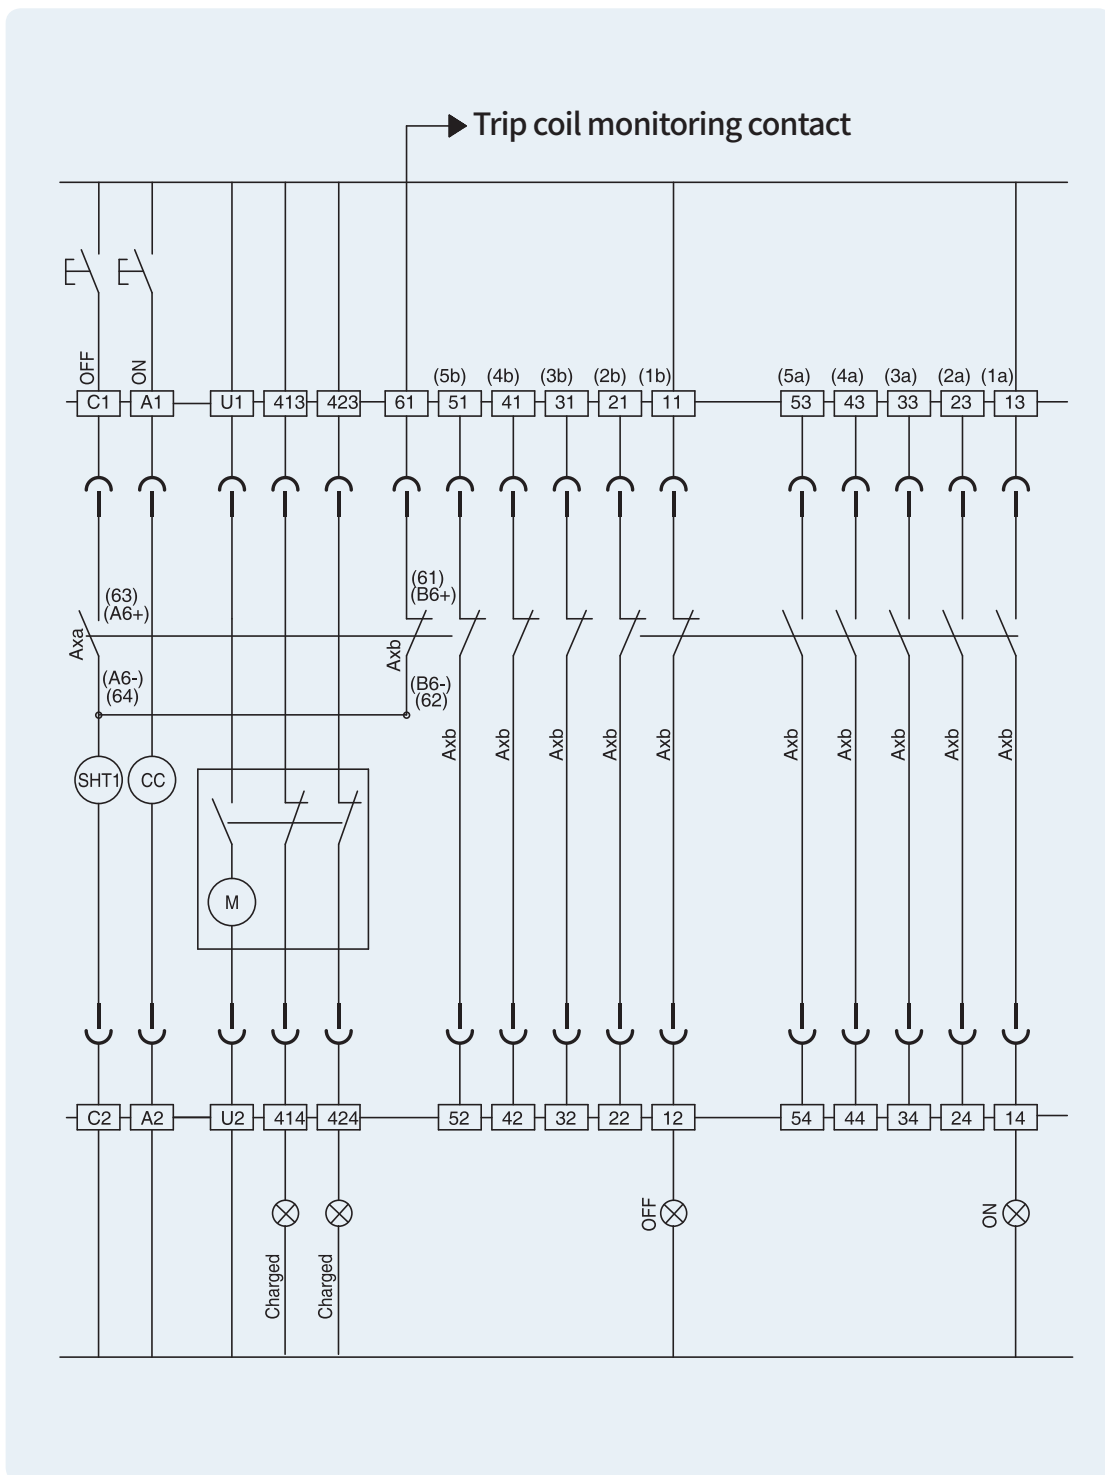 Trip coil monitoring contact
OFF
ON
(5b) (4b) (3b) (2b) (1b) (5a) (4a) (3a) (2a) (1a)
C1 A1 U1 413 423 61 51 41 31 21 11 53 43 33 23 13
(63)
(A6+)
(61)
(B6+)
Axa
Axb
(A6-)
(64)
(B6-)
(62)
Axb Axb Axb Axb Axb Axb Axb Axb Axb Axb
SHT1 CC
M
C2 A2 U2 414 424 52 42 32 22 12 54 44 34 24 14
OFF
ON
Charged
Charged